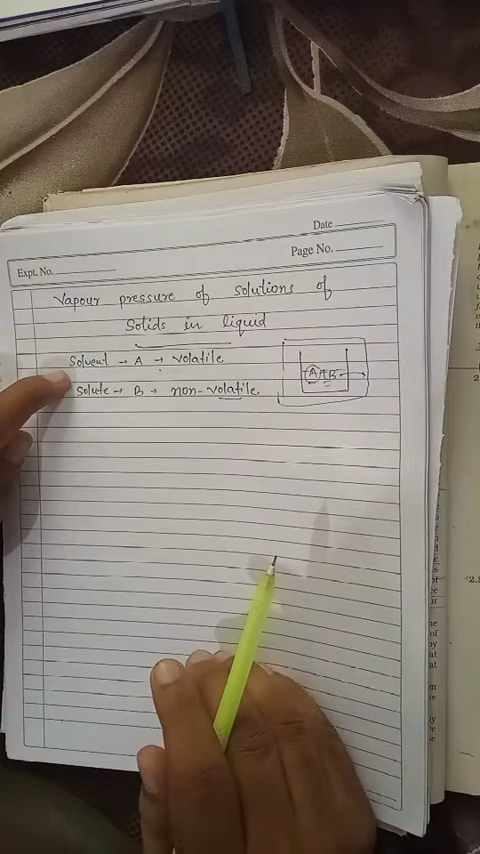 Date
Page No.
Expt. No.
Vapour pressure of solutions of
Solids in liquid
Solvent → A → volatile
Solute → B → non-volatile.
A+B